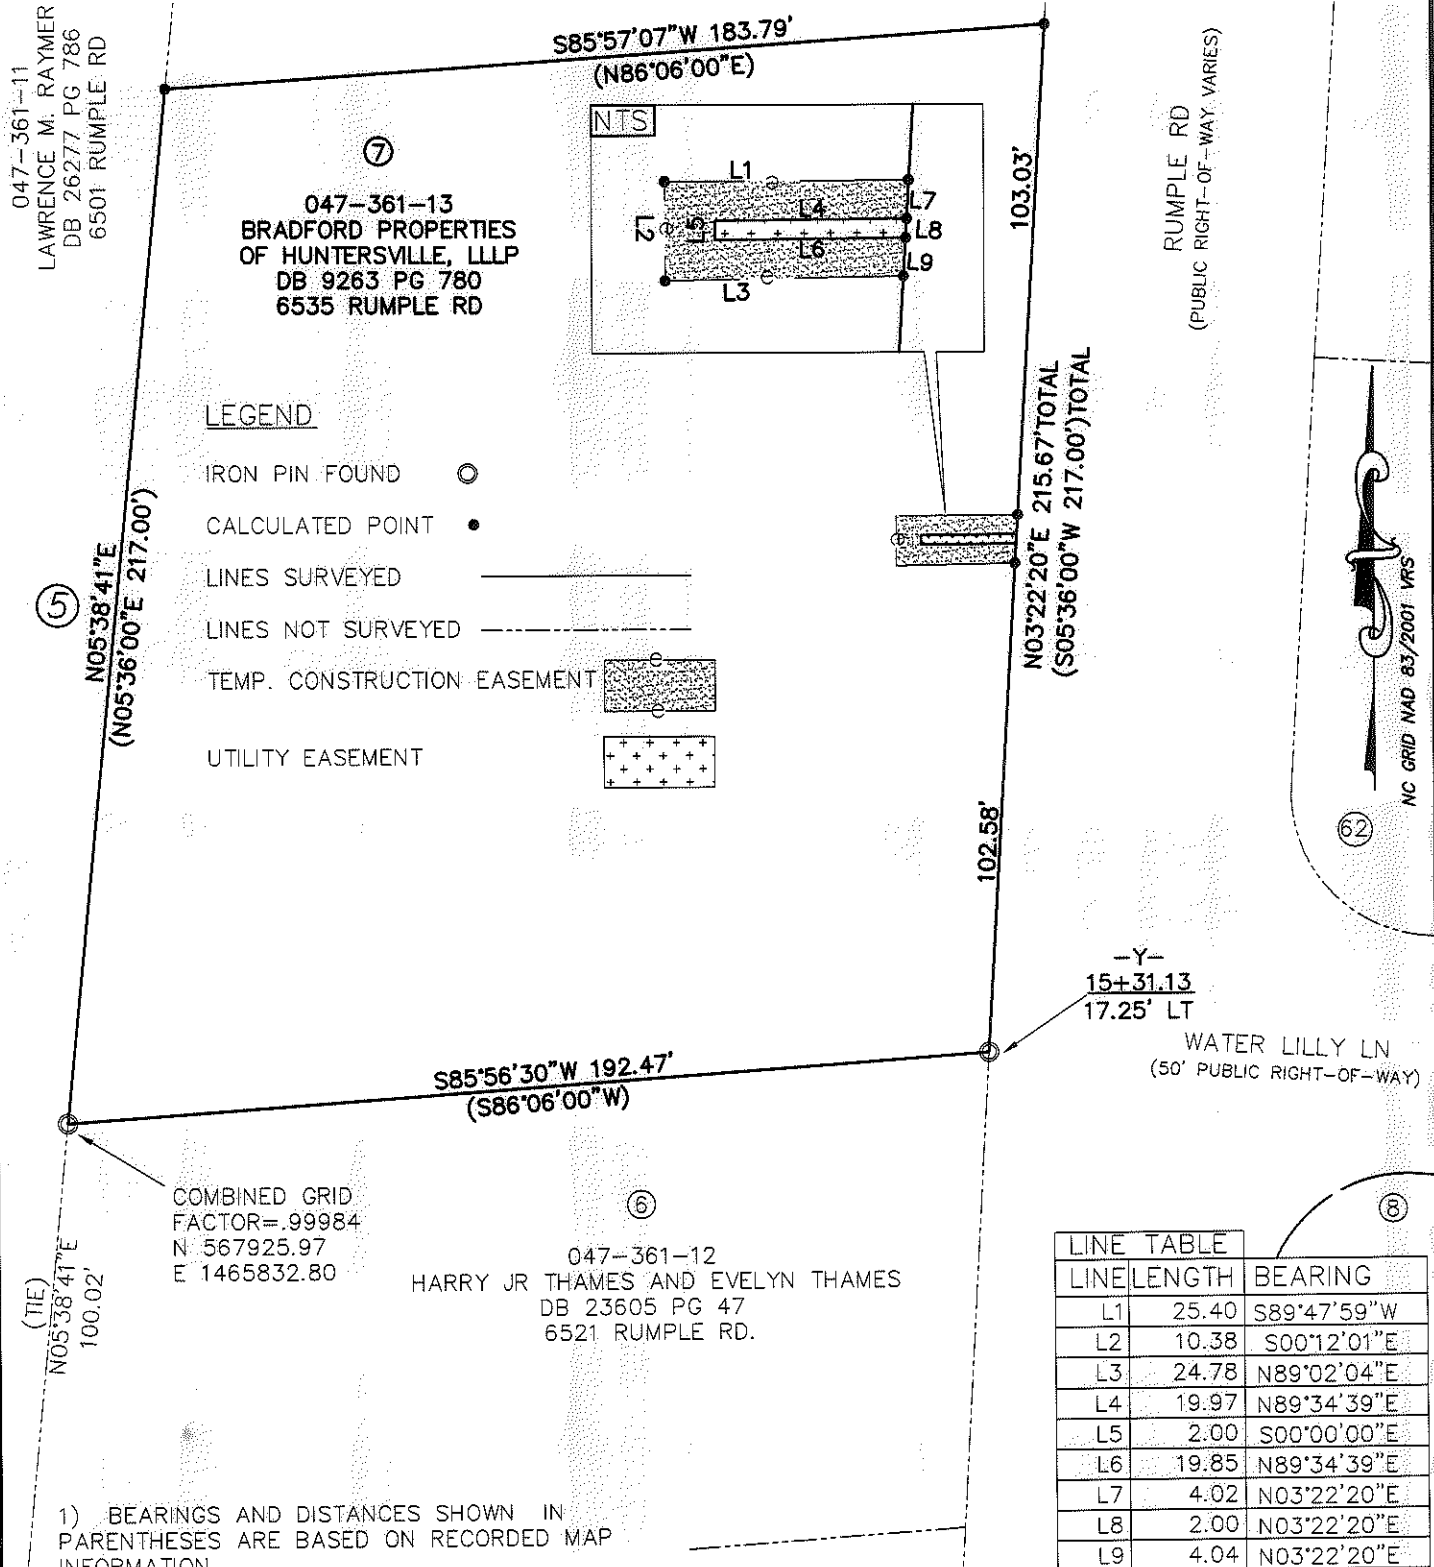 047-361-11
LAWRENCE M. RAYMER
DB 26277 PG 786
6501 RUMPLE RD
S85°57'07"W 183.79'
(N86°06'00"E)
7
047-361-13
BRADFORD PROPERTIES
OF HUNTERSVILLE, LLLP
DB 9263 PG 780
6535 RUMPLE RD
NTS
L1
L2
L3
L4
L5
L6
L7
L8
L9
103.03'
RUMPLE RD
(PUBLIC RIGHT-OF-WAY VARIES)
LEGEND
IRON PIN FOUND
CALCULATED POINT
LINES SURVEYED
LINES NOT SURVEYED
TEMP. CONSTRUCTION EASEMENT
UTILITY EASEMENT
5
N05°38'41"E
(N05°36'00"E 217.00')
N03°22'20"E 215.67'TOTAL
(S05°36'00"W 217.00')TOTAL
102.58'
NC GRID NAD 83/2001 VRS
62
-Y-
15+31.13
17.25' LT
WATER LILLY LN
(50' PUBLIC RIGHT-OF-WAY)
S85°56'30"W 192.47'
(S86°06'00"W)
COMBINED GRID
FACTOR=.99984
N 567925.97
E 1465832.80
(TIE)
N05°38'41"E
100.02'
6
047-361-12
HARRY JR THAMES AND EVELYN THAMES
DB 23605 PG 47
6521 RUMPLE RD.
8
LINE TABLE
LINE LENGTH BEARING
L1 25.40 S89°47'59"W
L2 10.38 S00°12'01"E
L3 24.78 N89°02'04"E
L4 19.97 N89°34'39"E
L5 2.00 S00°00'00"E
L6 19.85 N89°34'39"E
L7 4.02 N03°22'20"E
L8 2.00 N03°22'20"E
L9 4.04 N03°22'20"E
1) BEARINGS AND DISTANCES SHOWN IN
PARENTHESES ARE BASED ON RECORDED MAP
INFORMATION